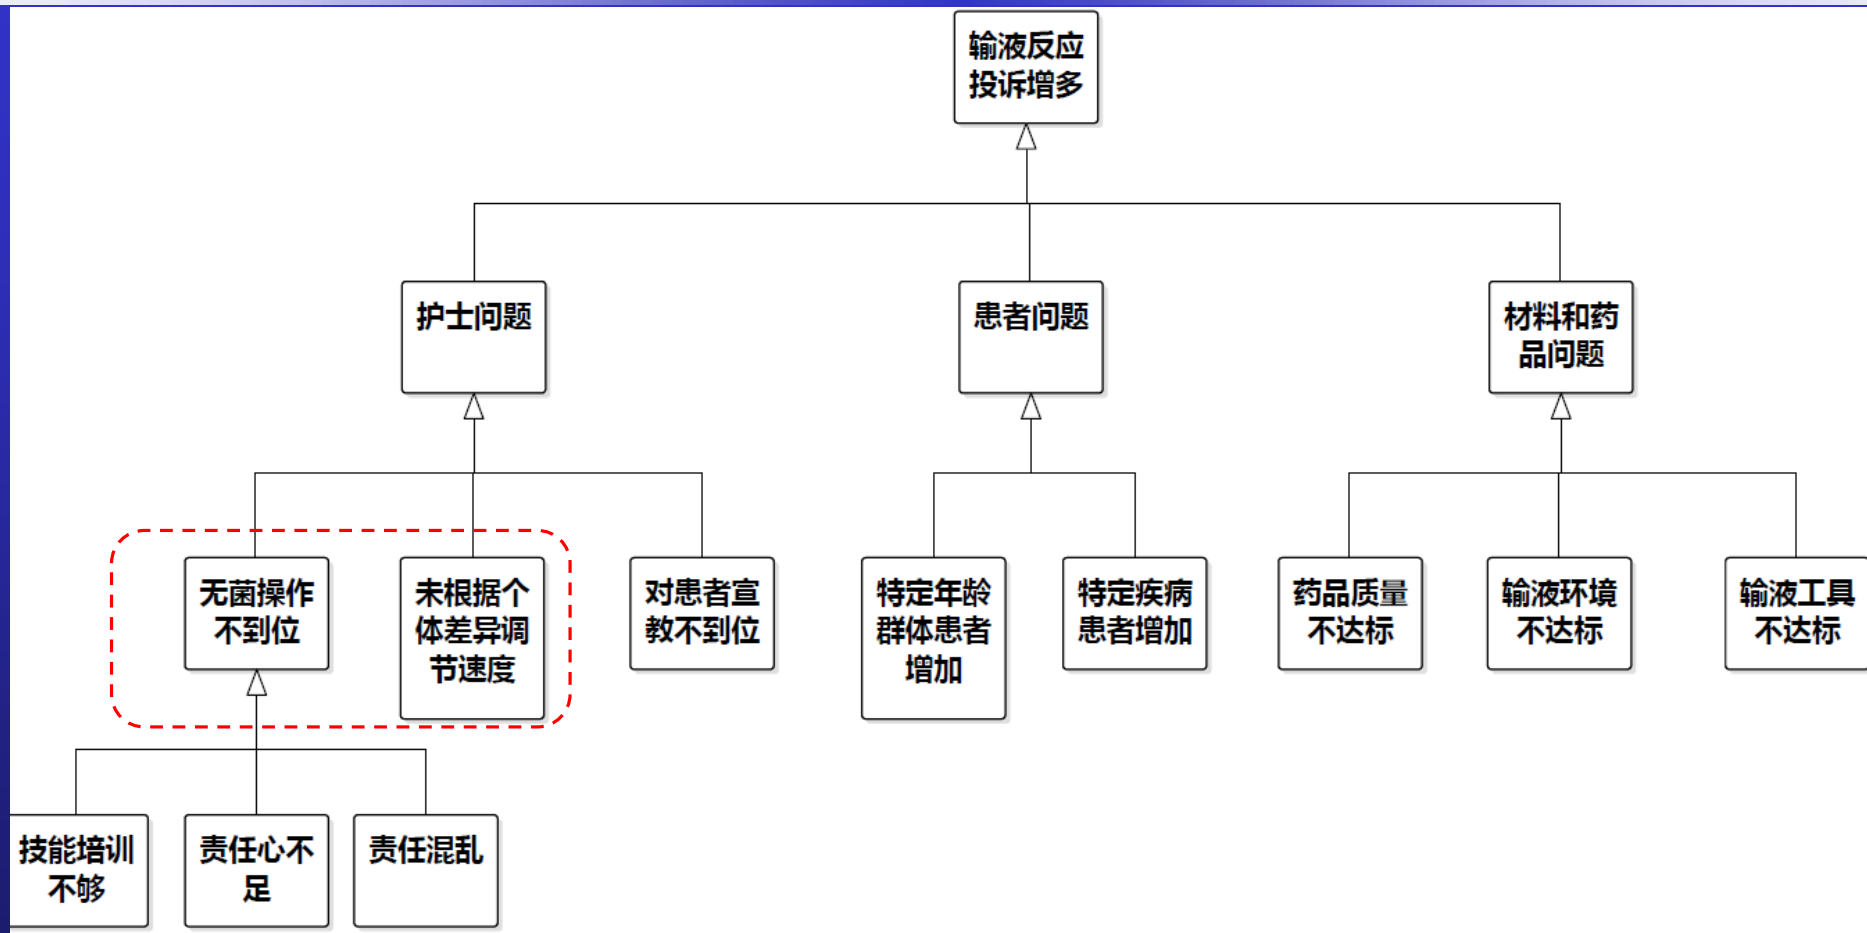 输液反应
投诉增多
护士问题
患者问题
材料和药
品问题
无菌操作
不到位
未根据个
体差异调
节速度
对患者宣
教不到位
特定年龄
群体患者
增加
特定疾病
患者增加
药品质量
不达标
输液环境
不达标
输液工具
不达标
技能培训
不够
责任心不
足
责任混乱